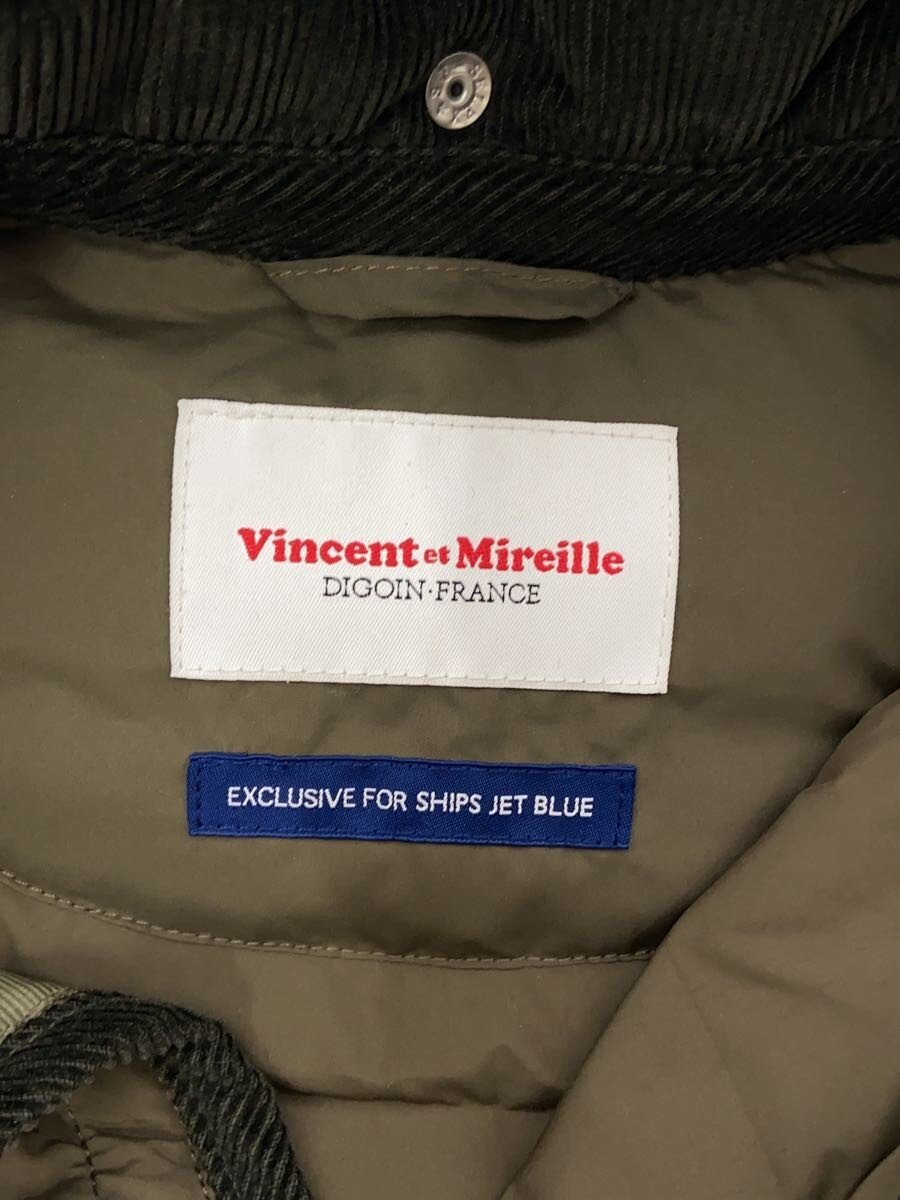 Vincent et Mireille
DIGOIN·FRANCE
EXCLUSIVE FOR SHIPS JET BLUE